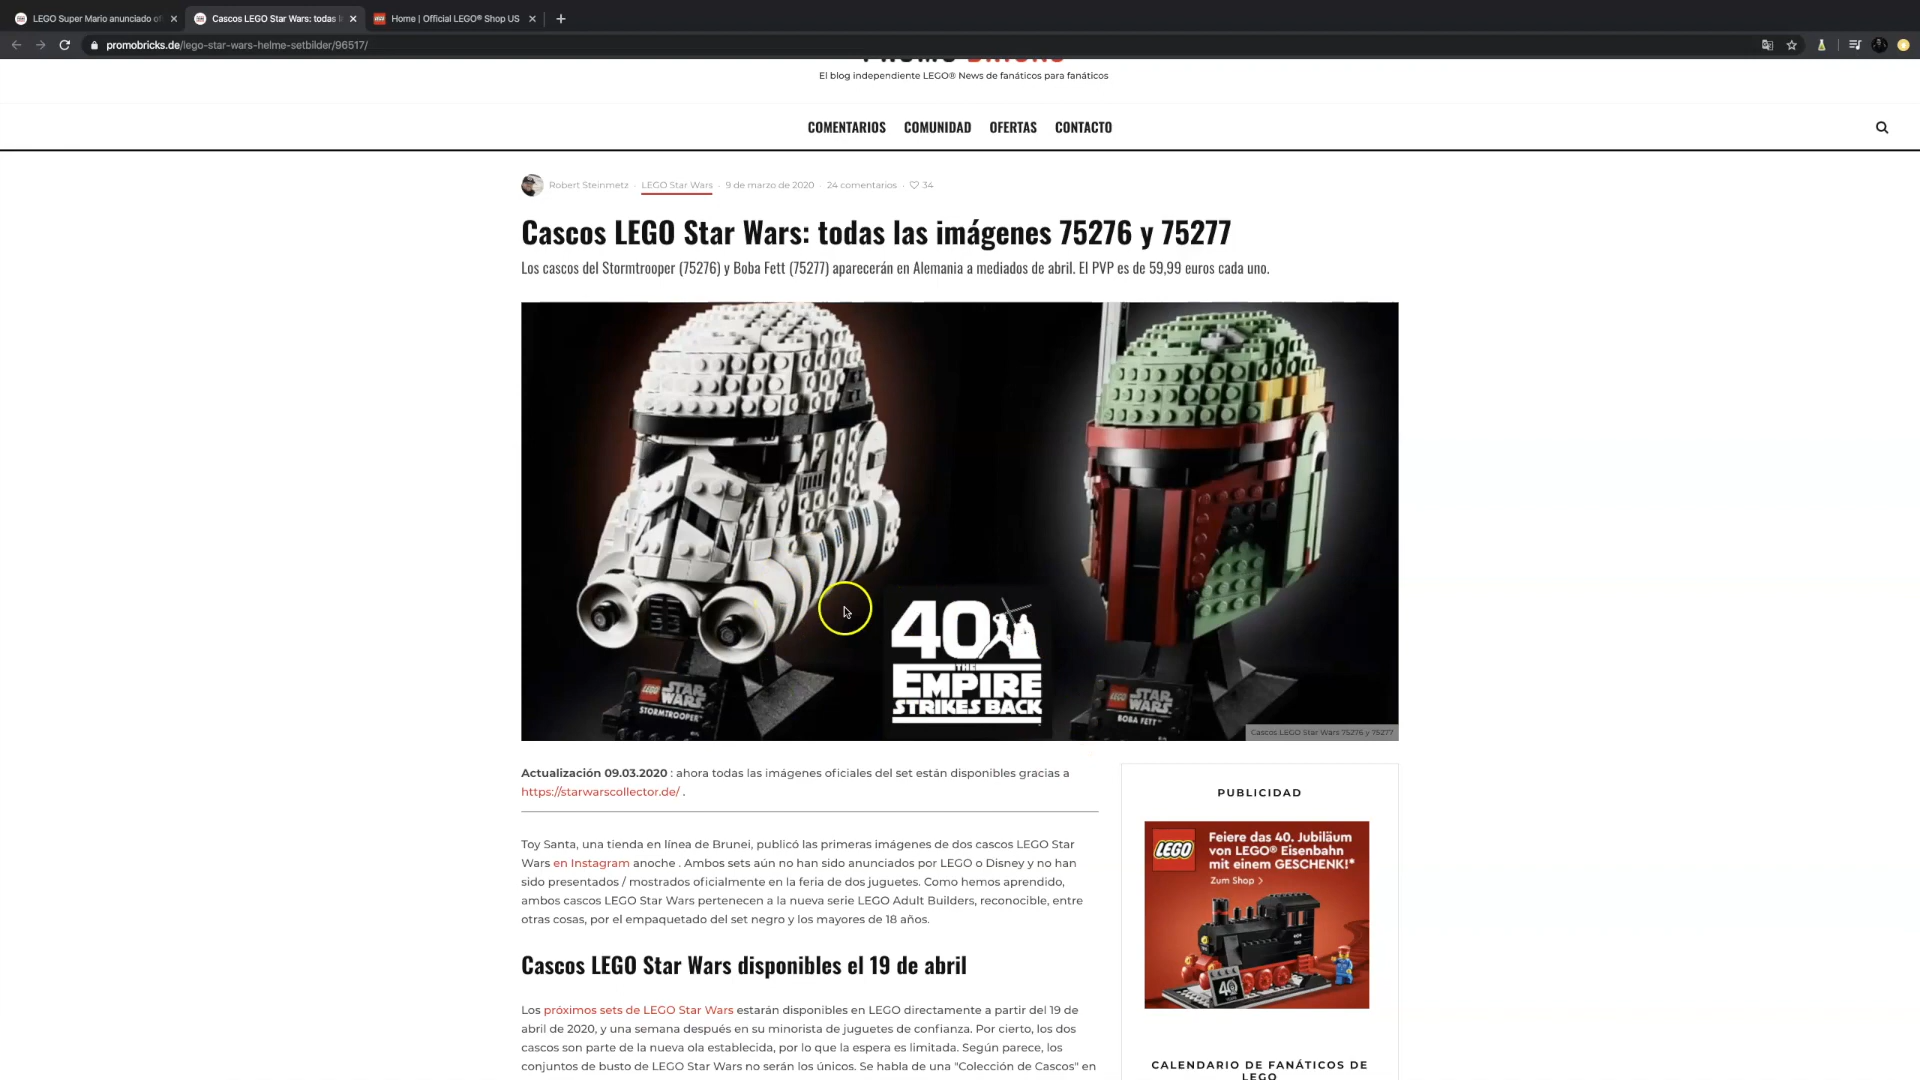 LEGO Super Mario anunciado of
Cascos LEGO Star Wars: todas l
Home | Official LEGO® Shop US
promobricks.de/lego-star-wars-helme-setbilder/96517/
PROMO BRICKS
El blog independiente LEGO® News de fanáticos para fanáticos
COMENTARIOS COMUNIDAD OFERTAS CONTACTO
Robert Steinmetz · LEGO Star Wars · 9 de marzo de 2020 · 24 comentarios · 34
Cascos LEGO Star Wars: todas las imágenes 75276 y 75277
Los cascos del Stormtrooper (75276) y Boba Fett (75277) aparecerán en Alemania a mediados de abril. El PVP es de 59,99 euros cada uno.
LEGO STAR WARS
STORMTROOPER™
40
THE
EMPIRE
STRIKES BACK
LEGO STAR WARS
BOBA FETT™
Cascos LEGO Star Wars 75276 y 75277
Actualización 09.03.2020 : ahora todas las imágenes oficiales del set están disponibles gracias a
https://starwarscollector.de/ .
Toy Santa, una tienda en línea de Brunei, publicó las primeras imágenes de dos cascos LEGO Star
Wars en Instagram anoche . Ambos sets aún no han sido anunciados por LEGO o Disney y no han
sido presentados / mostrados oficialmente en la feria de dos juguetes. Como hemos aprendido,
ambos cascos LEGO Star Wars pertenecen a la nueva serie LEGO Adult Builders, reconocible, entre
otras cosas, por el empaquetado del set negro y los mayores de 18 años.
Cascos LEGO Star Wars disponibles el 19 de abril
Los próximos sets de LEGO Star Wars estarán disponibles en LEGO directamente a partir del 19 de
abril de 2020, y una semana después en su minorista de juguetes de confianza. Por cierto, los dos
cascos son parte de la nueva ola establecida, por lo que la espera es limitada. Según parece, los
conjuntos de busto de LEGO Star Wars no serán los únicos. Se habla de una "Colección de Cascos" en
PUBLICIDAD
LEGO
Feiere das 40. Jubiläum
von LEGO® Eisenbahn
mit einem GESCHENK!*
Zum Shop >
40
CALENDARIO DE FANÁTICOS DE
LEGO